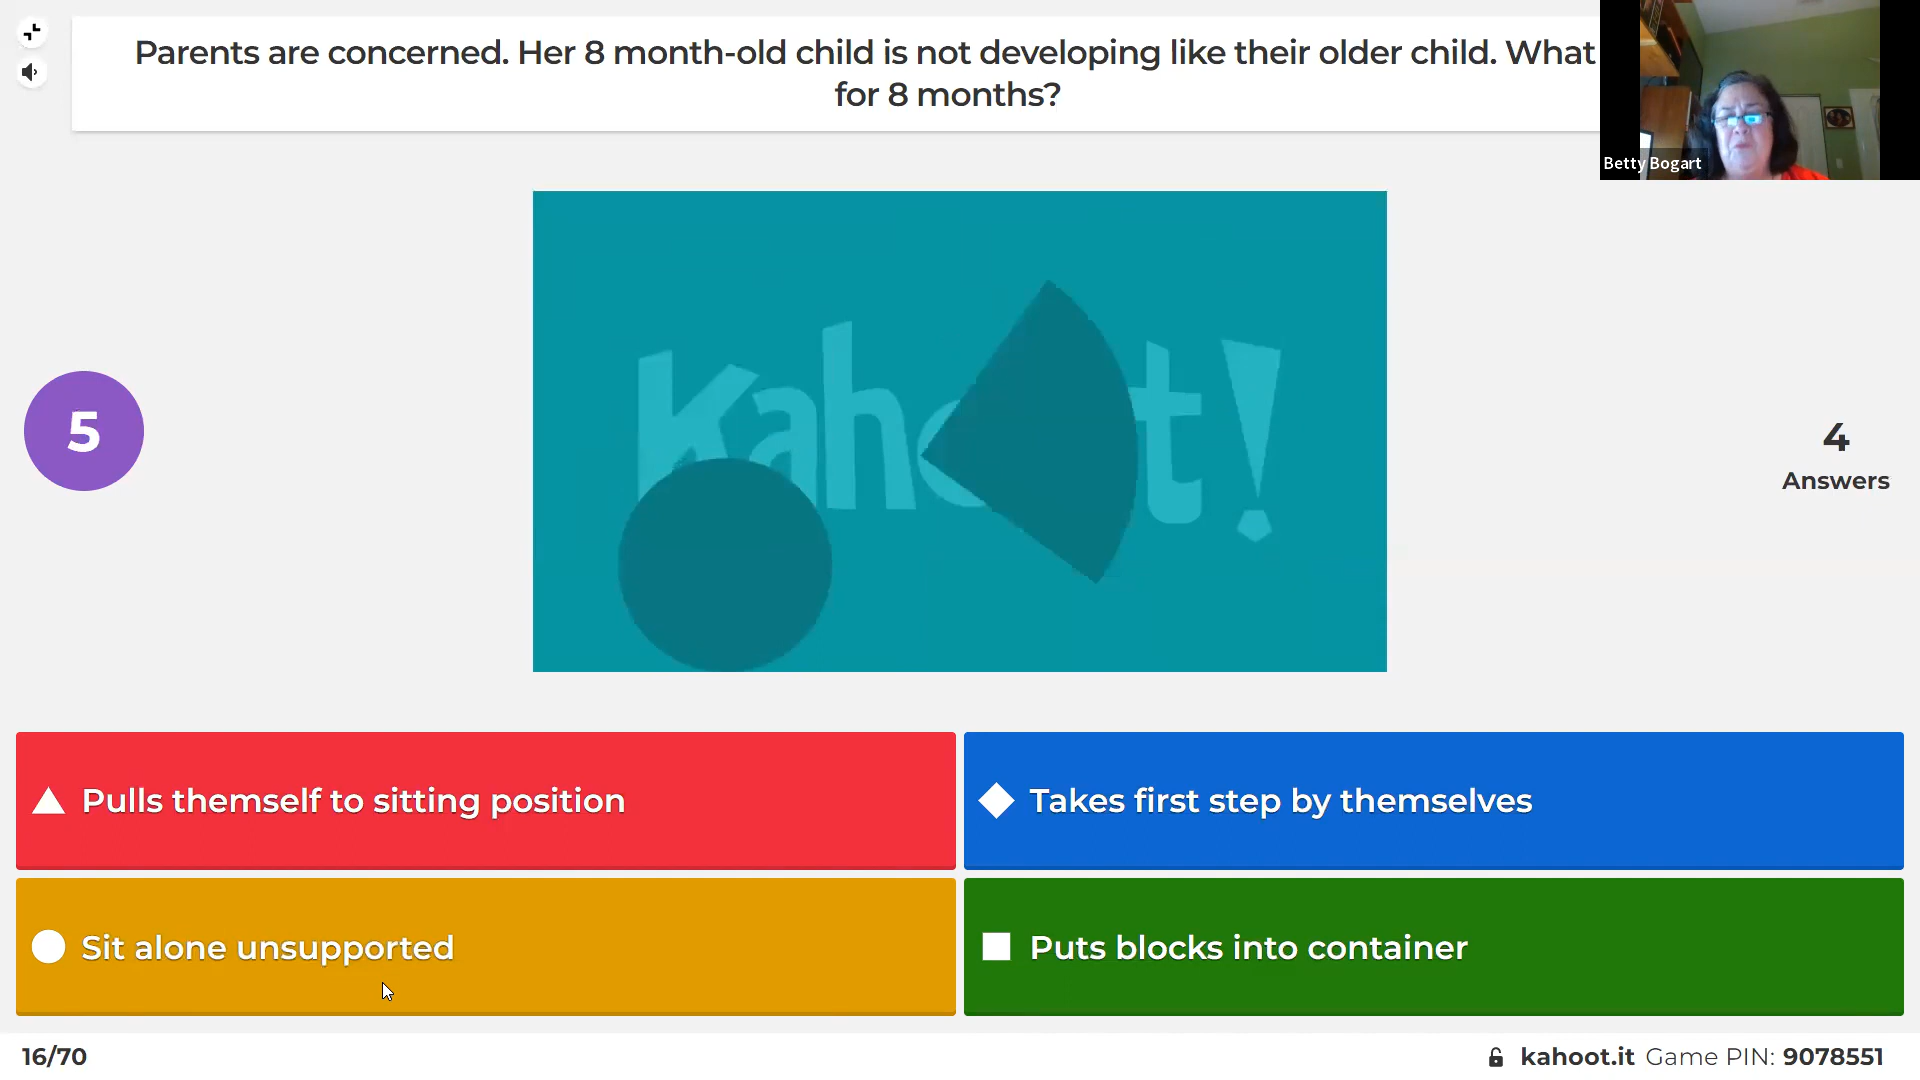 Parents are concerned. Her 8 month-old child is not developing like their older child. What
for 8 months?
Betty Bogart
kahoot!
5
4
Answers
Pulls themself to sitting position
Takes first step by themselves
Sit alone unsupported
Puts blocks into container
16/70
kahoot.it Game PIN: 9078551